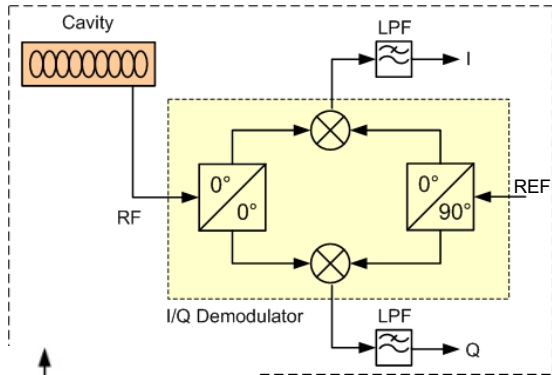 Cavity
LPF
I
0°
0°
0°
90°
REF
RF
I/Q Demodulator
LPF
Q